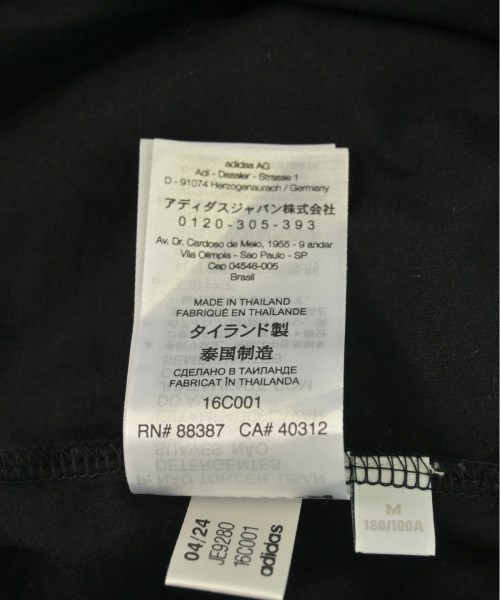 adidas AG
Adi - Dassler - Strasse 1
D - 91074 Herzogenaurach / Germany
アディダスジャパン株式会社
0120-305-393
Av. Dr. Cardoso de Melo, 1955 - 9 andar
Vila Olímpia - Sao Paulo - SP
Cep 04548-005
Brasil
MADE IN THAILAND
FABRIQUÉ EN THAÏLANDE
タイランド製
泰国制造
СДЕЛАНО В ТАИЛАНДЕ
FABRICAT ÎN THAILANDA
16C001
RN# 88387 CA# 40312
04/24
JE9280
16C001
adidas
M
180/100A